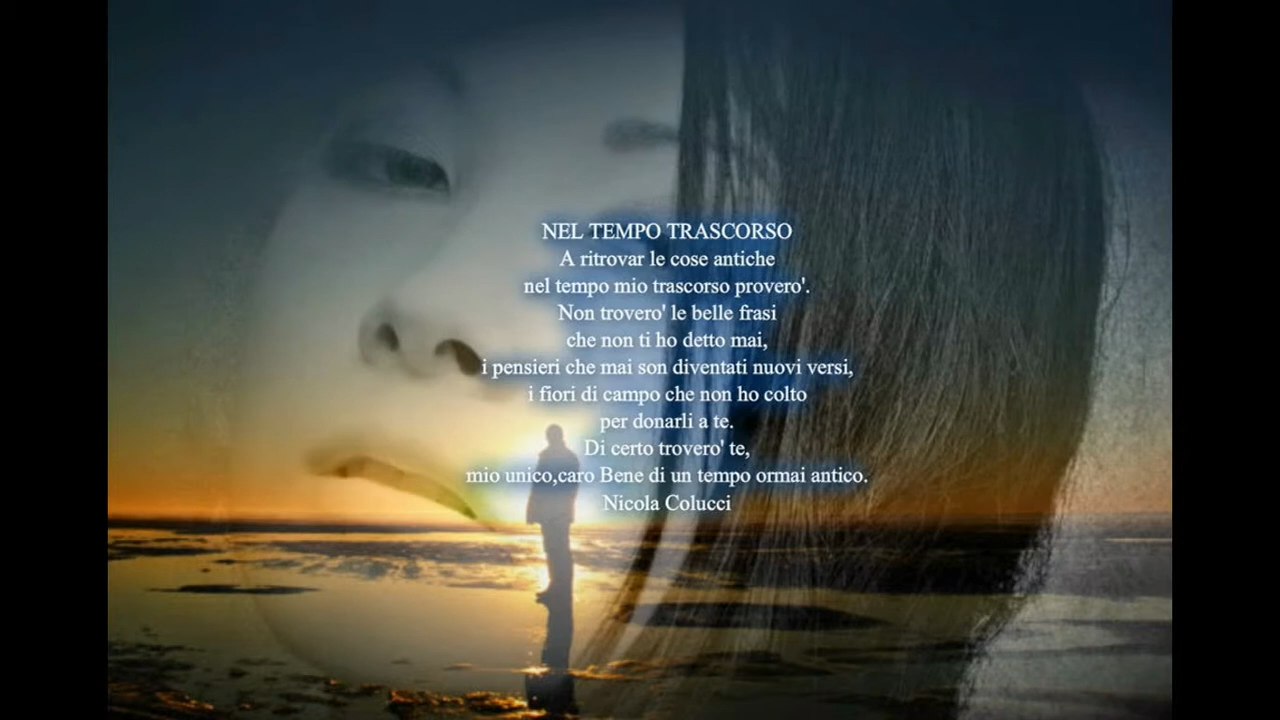 NEL TEMPO TRASCORSO
A ritrovar le cose antiche
nel tempo mio trascorso provero'.
Non trovero' le belle frasi
che non ti ho detto mai,
i pensieri che mai son diventati nuovi versi,
i fiori di campo che non ho colto
per donarli a te.
Di certo trovero' te,
mio unico,caro Bene di un tempo ormai antico.
Nicola Colucci